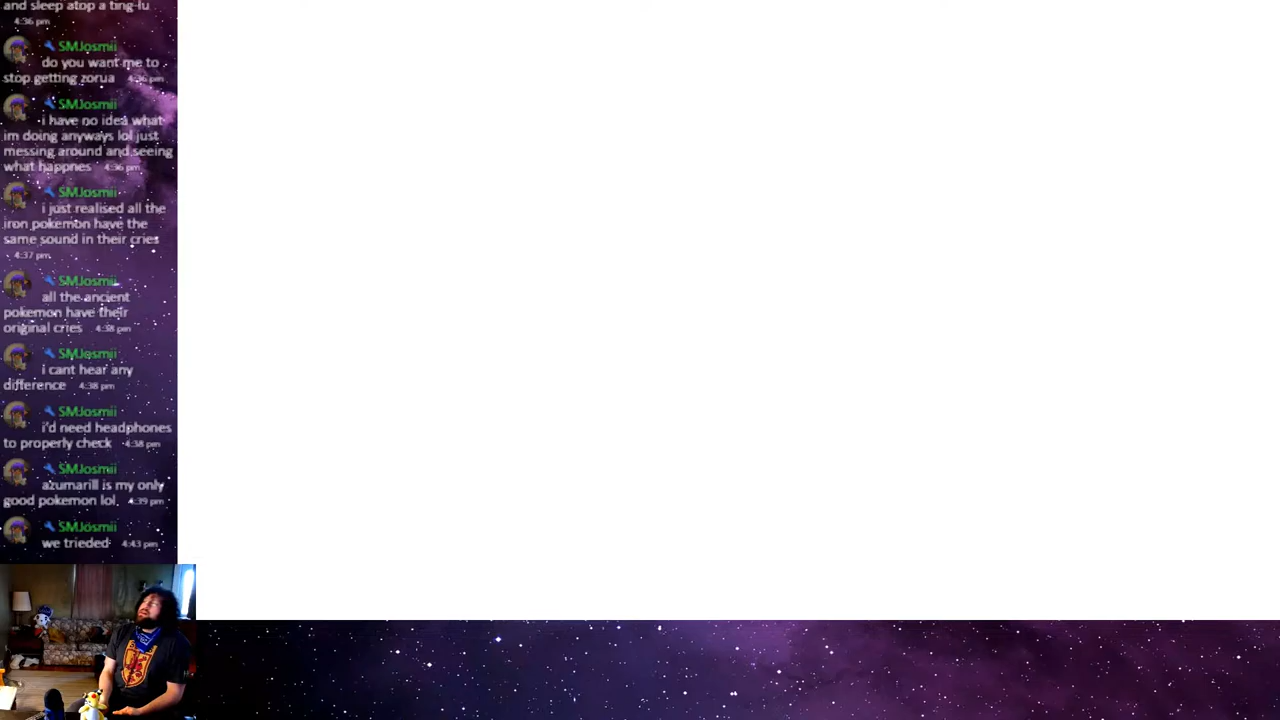 and sleep atop a ting-lu
4:36 pm
SMJosmii
do you want me to
stop getting zorua 4:36 pm
SMJosmii
i have no idea what
im doing anyways lol just
messing around and seeing
what happnes 4:36 pm
SMJosmii
i just realised all the
iron pokemon have the
same sound in their cries
4:37 pm
SMJosmii
all the ancient
pokemon have their
original cries 4:38 pm
SMJosmii
i cant hear any
difference 4:38 pm
SMJosmii
i'd need headphones
to properly check 4:38 pm
SMJosmii
azumarill is my only
good pokemon lol 4:39 pm
SMJosmii
we trieded 4:43 pm